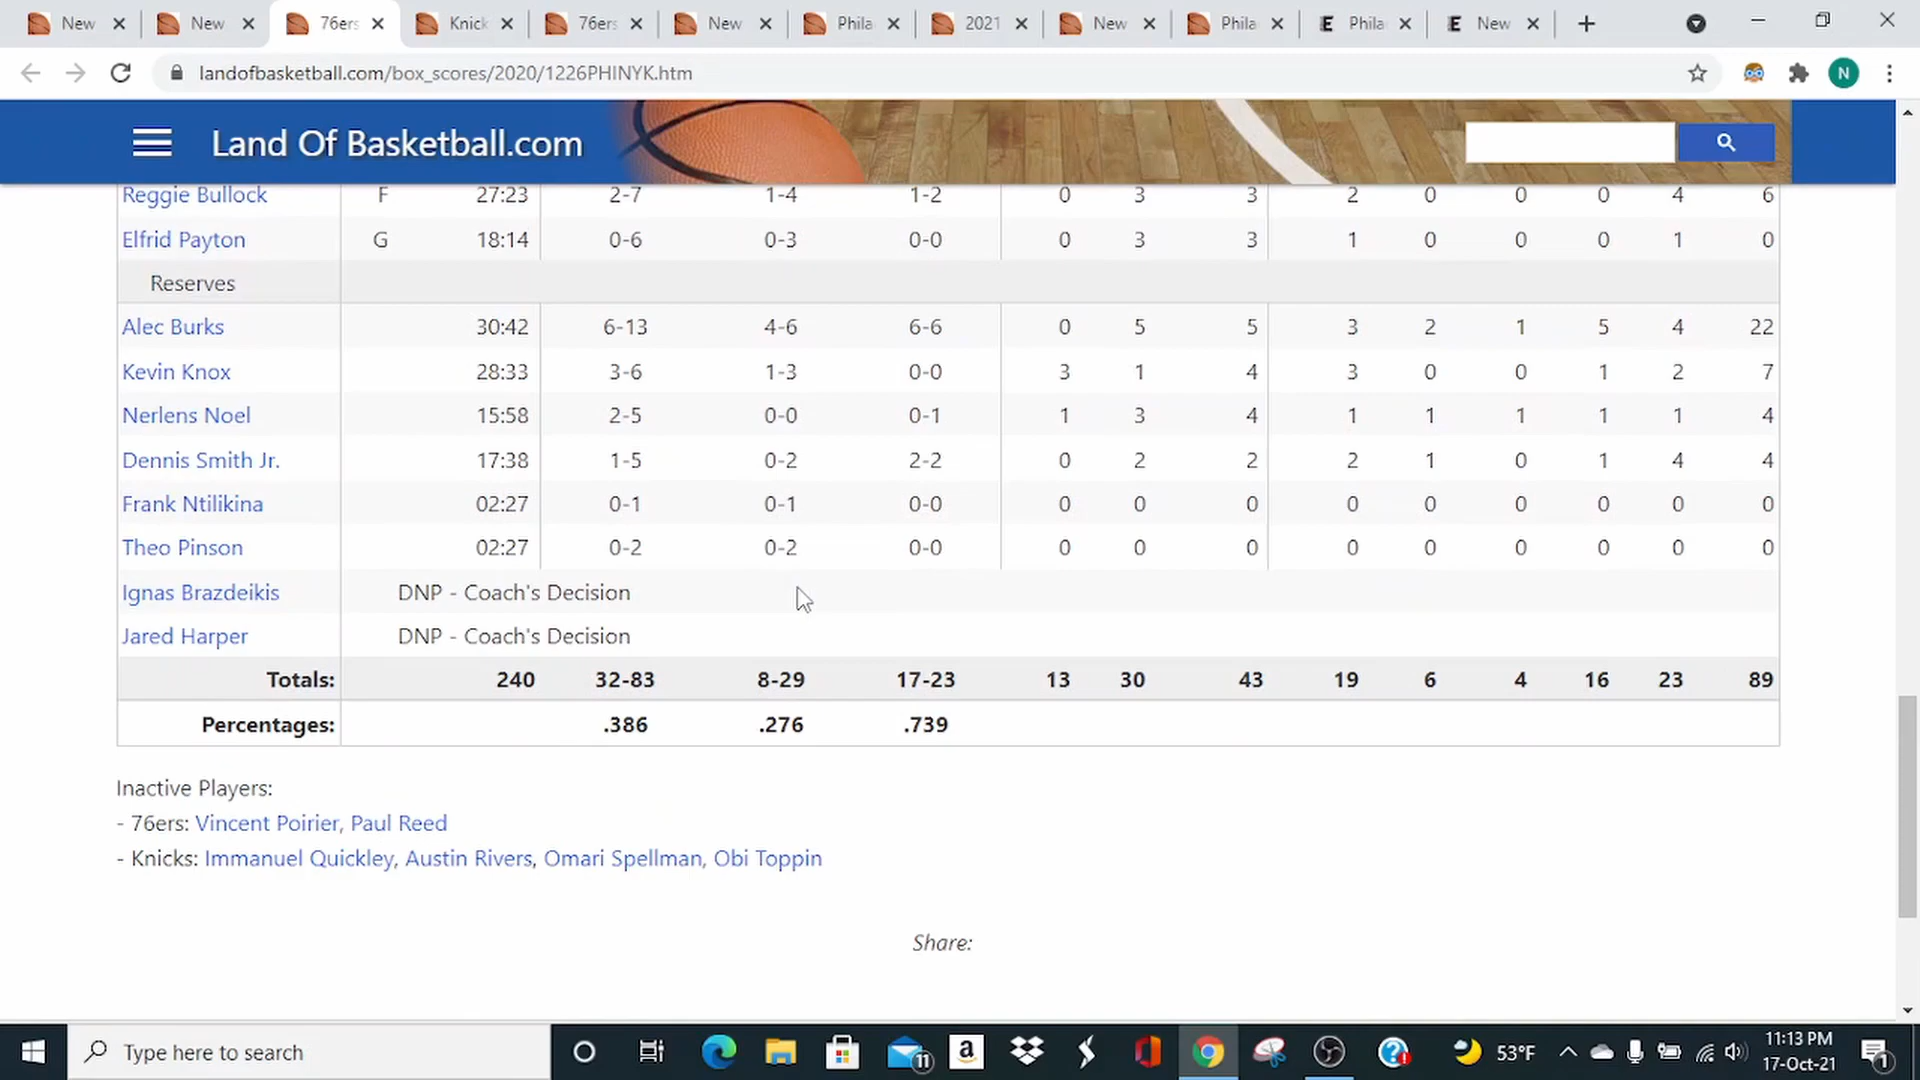 New New 76ers Knick 76ers New Phila 2021 New Phila Phila New
landofbasketball.com/box_scores/2020/1226PHINYK.htm N
Land Of Basketball.com
Reggie Bullock F 27:23 2-7 1-4 1-2 0 3 3 2 0 0 0 4 6
Elfrid Payton G 18:14 0-6 0-3 0-0 0 3 3 1 0 0 0 1 0
Reserves
Alec Burks 30:42 6-13 4-6 6-6 0 5 5 3 2 1 5 4 22
Kevin Knox 28:33 3-6 1-3 0-0 3 1 4 3 0 0 1 2 7
Nerlens Noel 15:58 2-5 0-0 0-1 1 3 4 1 1 1 1 1 4
Dennis Smith Jr. 17:38 1-5 0-2 2-2 0 2 2 2 1 0 1 4 4
Frank Ntilikina 02:27 0-1 0-1 0-0 0 0 0 0 0 0 0 0 0
Theo Pinson 02:27 0-2 0-2 0-0 0 0 0 0 0 0 0 0 0
Ignas Brazdeikis DNP - Coach's Decision
Jared Harper DNP - Coach's Decision
Totals: 240 32-83 8-29 17-23 13 30 43 19 6 4 16 23 89
Percentages: .386 .276 .739
Inactive Players:
- 76ers: Vincent Poirier, Paul Reed
- Knicks: Immanuel Quickley, Austin Rivers, Omari Spellman, Obi Toppin
Share:
Type here to search 11 53°F 11:13 PM 1
17-Oct-21